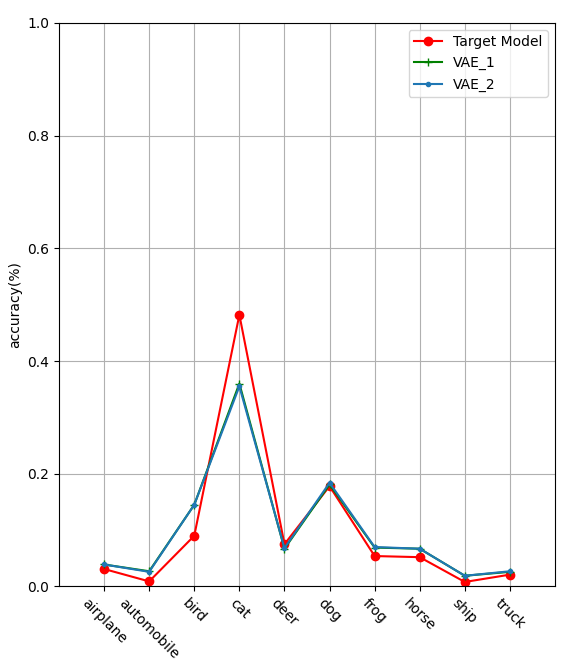 1.0
Target Model
VAE_1
VAE_2
0.8
0.6
accuracy(%)
0.4
0.2
0.0
airplane
automobile
bird
cat
deer
dog
frog
horse
ship
truck